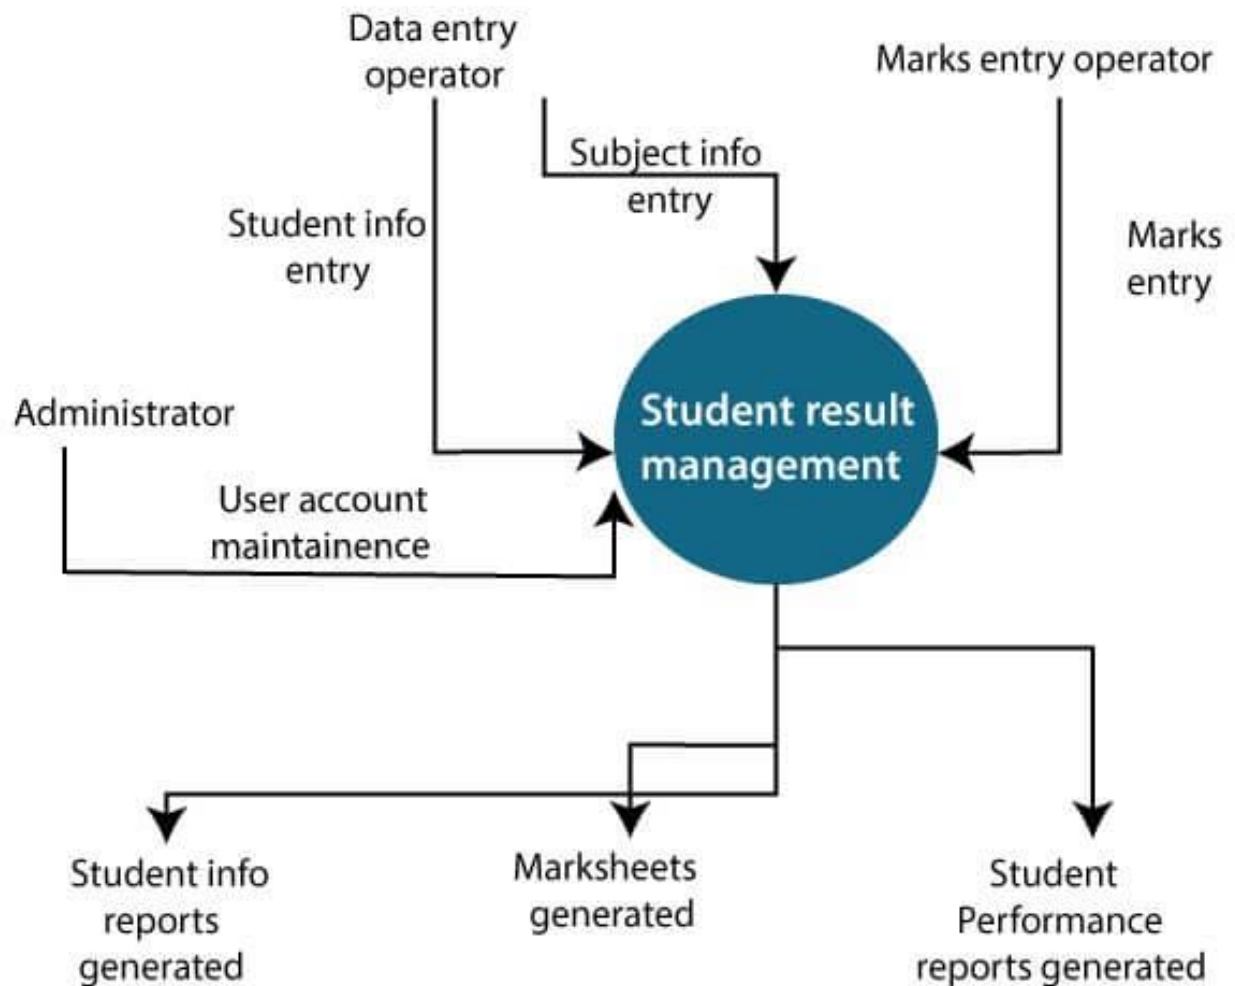 Data entry
operator
Marks entry operator
Subject info
entry
Student info
entry
Marks
entry
Administrator
Student result
management
User account
maintainence
Student info
reports
generated
Marksheets
generated
Student
Performance
reports generated